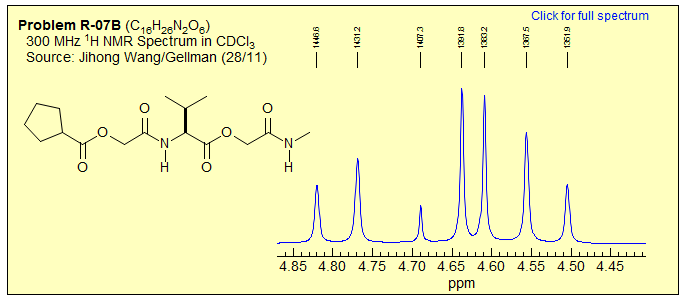 Problem R-07B (C₁₆H₂₆N₂O₆)
Click for full spectrum
300 MHz ¹H NMR Spectrum in CDCl₃
Source: Jihong Wang/Gellman (28/11)
1446.6 1431.2 1407.3 1391.8 1383.2 1367.5 1351.9
O O
O N O N
H H
O O
4.85 4.80 4.75 4.70 4.65 4.60 4.55 4.50 4.45
ppm